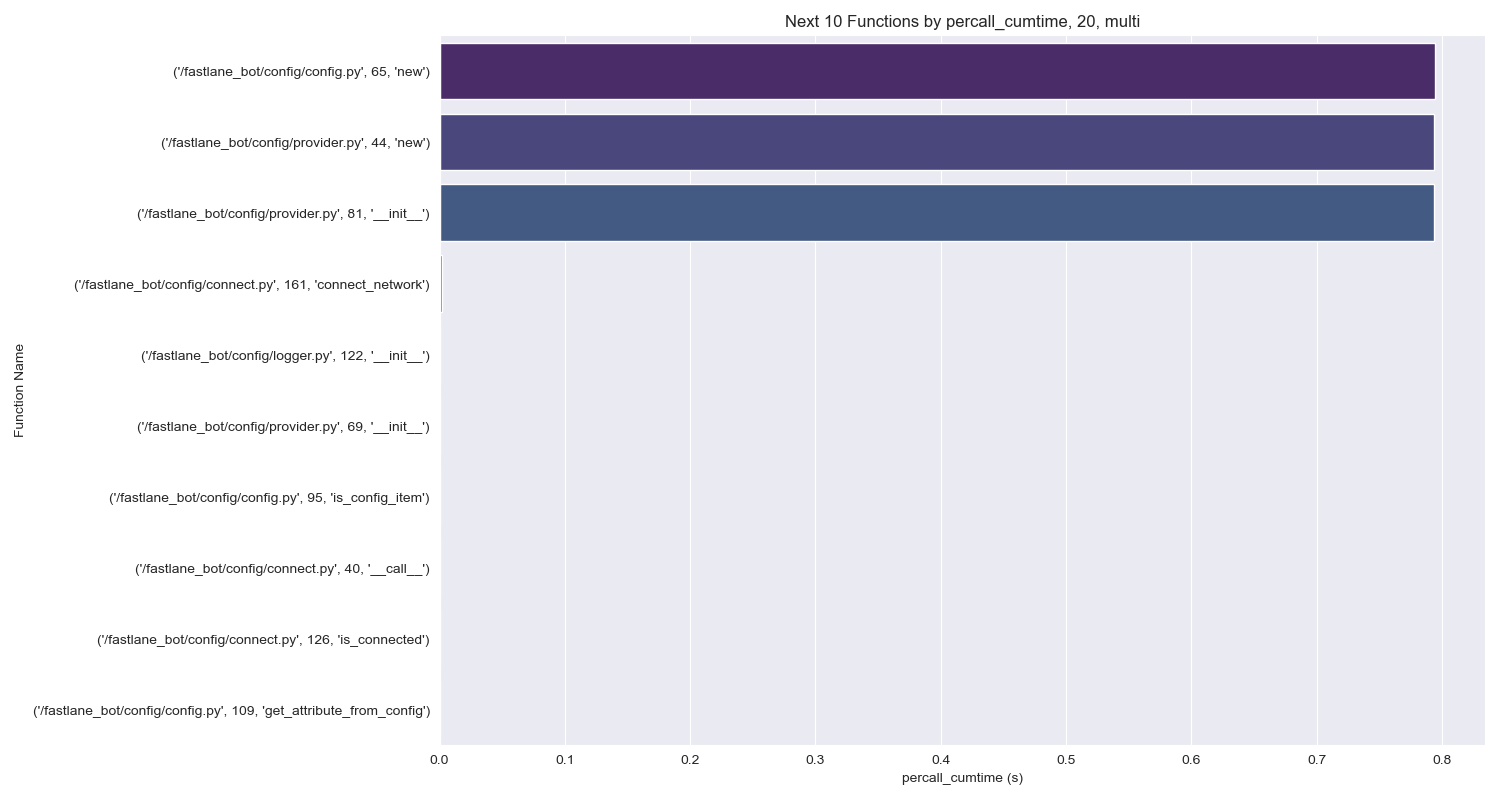 Next 10 Functions by percall_cumtime, 20, multi
('/fastlane_bot/config/config.py', 65, 'new')
('/fastlane_bot/config/provider.py', 44, 'new')
('/fastlane_bot/config/provider.py', 81, '__init__')
('/fastlane_bot/config/connect.py', 161, 'connect_network')
('/fastlane_bot/config/logger.py', 122, '__init__')
('/fastlane_bot/config/provider.py', 69, '__init__')
('/fastlane_bot/config/config.py', 95, 'is_config_item')
('/fastlane_bot/config/connect.py', 40, '__call__')
('/fastlane_bot/config/connect.py', 126, 'is_connected')
('/fastlane_bot/config/config.py', 109, 'get_attribute_from_config')
Function Name
0.0 0.1 0.2 0.3 0.4 0.5 0.6 0.7 0.8
percall_cumtime (s)